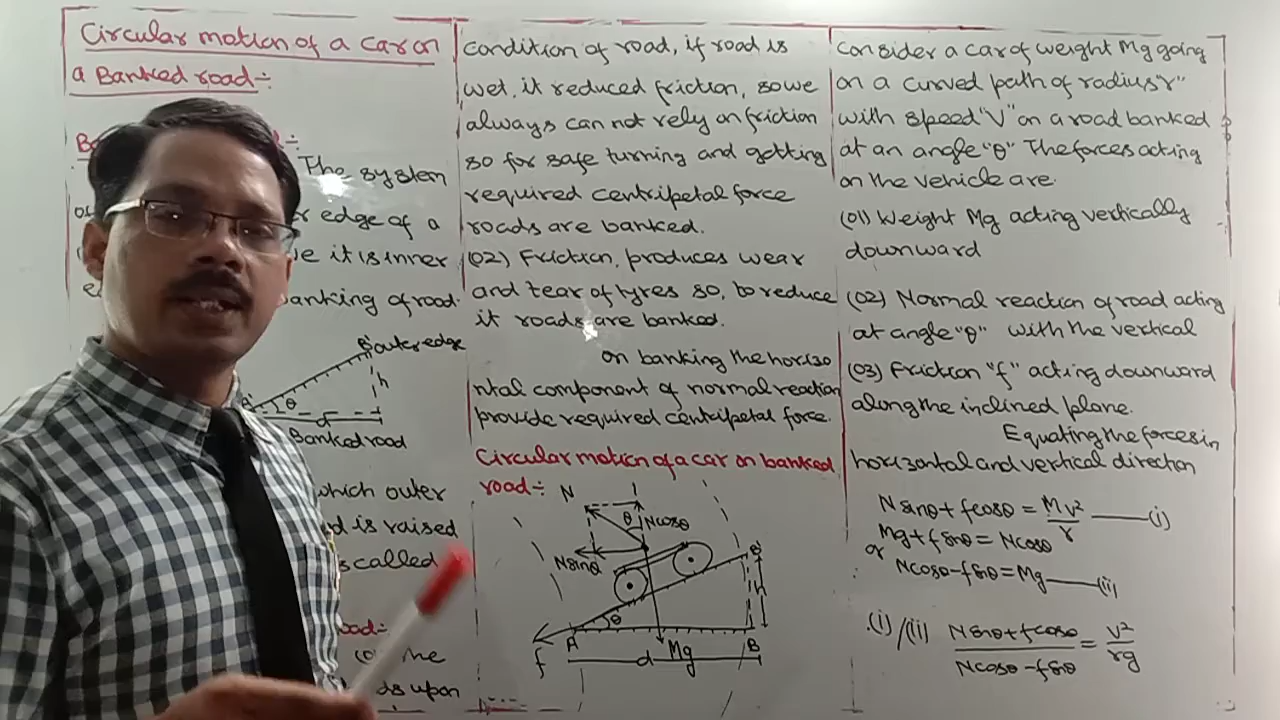 Circular motion of a car on
a Banked road:-
The system
r edge of a
ve it is inner
anking of road.
B' outer edge
h
θ
d
Banked road
which outer
d is raised
s called
oad:-
(01) The
ds upon
condition of road, if road is
wet, it reduced friction, so we
always can not rely on friction
so for safe turning and getting
required centripetal force
roads are banked.
(02) Friction, produces wear
and tear of tyres so, to reduce
it roads are banked.
on banking the horizo
ntal component of normal reaction
provide required centripetal force.
Circular motion of a car on banked
road:-
N
θ
Ncosθ
Nsinθ
B'
h
θ
A
B
f
Mg
d
Consider a car of weight Mg going
on a curved path of radius "r"
with speed "V" on a road banked
at an angle "θ" The forces acting
on the vehicle are.
(01) Weight Mg acting vertically
downward
(02) Normal reaction of road acting
at angle "θ" with the vertical
(03) Friction "f" acting downward
along the inclined plane.
Equating the forces in
horizontal and vertical direction
Nsinθ+fcosθ = Mv²/r —— (i)
Mg+fsinθ = Ncosθ
or
Ncosθ-fsinθ = Mg —— (ii)
(i)/(ii) Nsinθ+fcosθ/Ncosθ-fsinθ = V²/rg